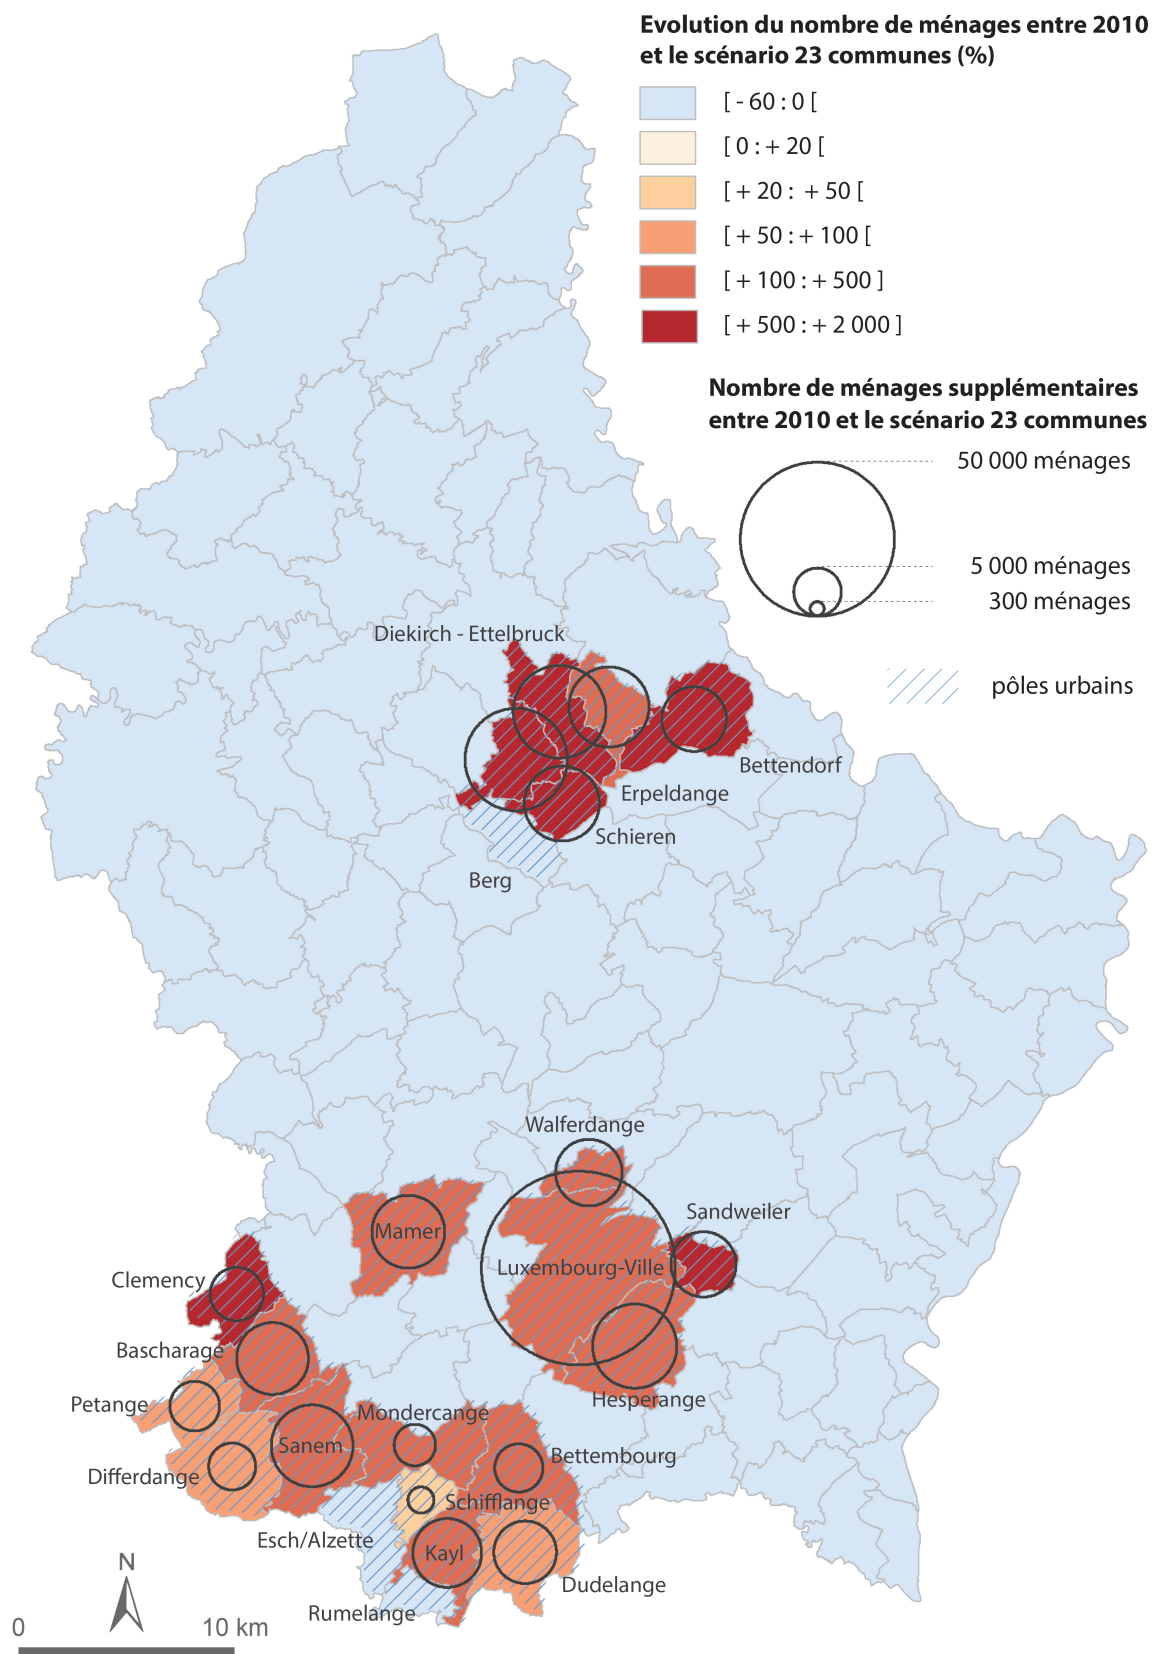 Evolution du nombre de ménages entre 2010
et le scénario 23 communes (%)
[ - 60 : 0 [
[ 0 : + 20 [
[ + 20 : + 50 [
[ + 50 : + 100 [
[ + 100 : + 500 ]
[ + 500 : + 2 000 ]
Nombre de ménages supplémentaires
entre 2010 et le scénario 23 communes
50 000 ménages
5 000 ménages
300 ménages
pôles urbains
Diekirch - Ettelbruck
Bettendorf
Erpeldange
Schieren
Berg
Walferdange
Sandweiler
Mamer
Luxembourg-Ville
Clemency
Bascharage
Hesperange
Petange
Mondercange
Sanem
Bettembourg
Differdange
Schifflange
Esch/Alzette
Kayl
Dudelange
Rumelange
N
0 10 km